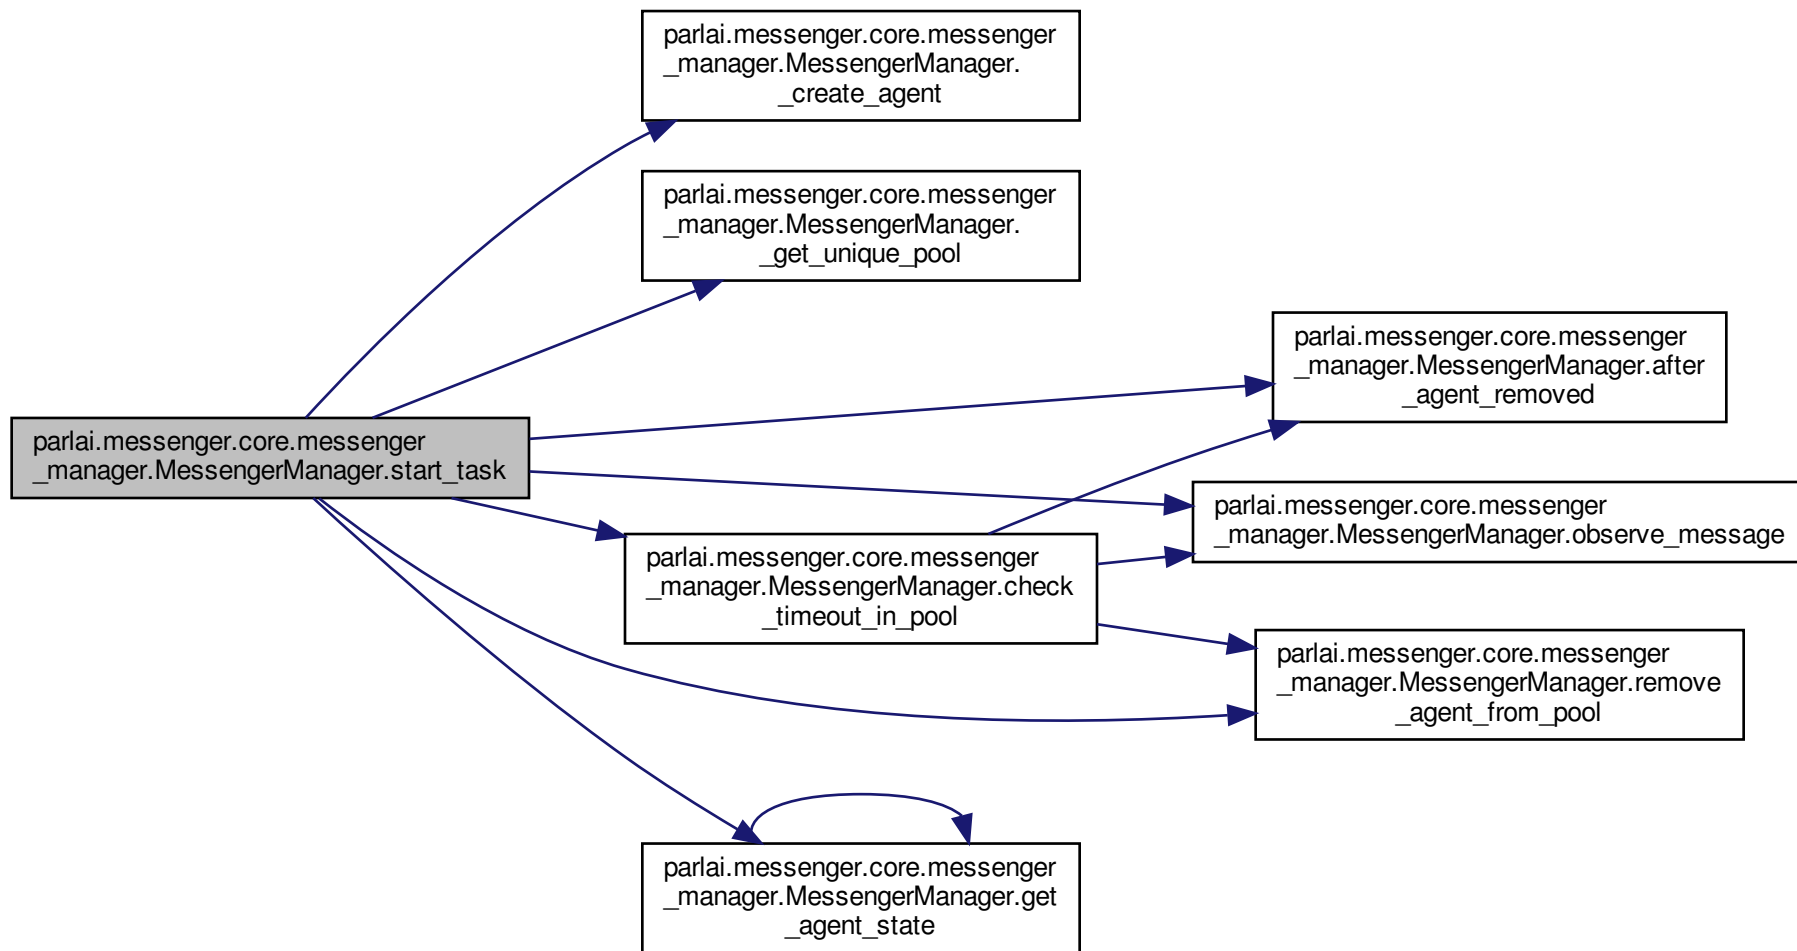 parlai.messenger.core.messenger
_manager.MessengerManager.
_create_agent
parlai.messenger.core.messenger
_manager.MessengerManager.
_get_unique_pool
parlai.messenger.core.messenger
_manager.MessengerManager.after
_agent_removed
parlai.messenger.core.messenger
_manager.MessengerManager.start_task
parlai.messenger.core.messenger
_manager.MessengerManager.observe_message
parlai.messenger.core.messenger
_manager.MessengerManager.check
_timeout_in_pool
parlai.messenger.core.messenger
_manager.MessengerManager.remove
_agent_from_pool
parlai.messenger.core.messenger
_manager.MessengerManager.get
_agent_state